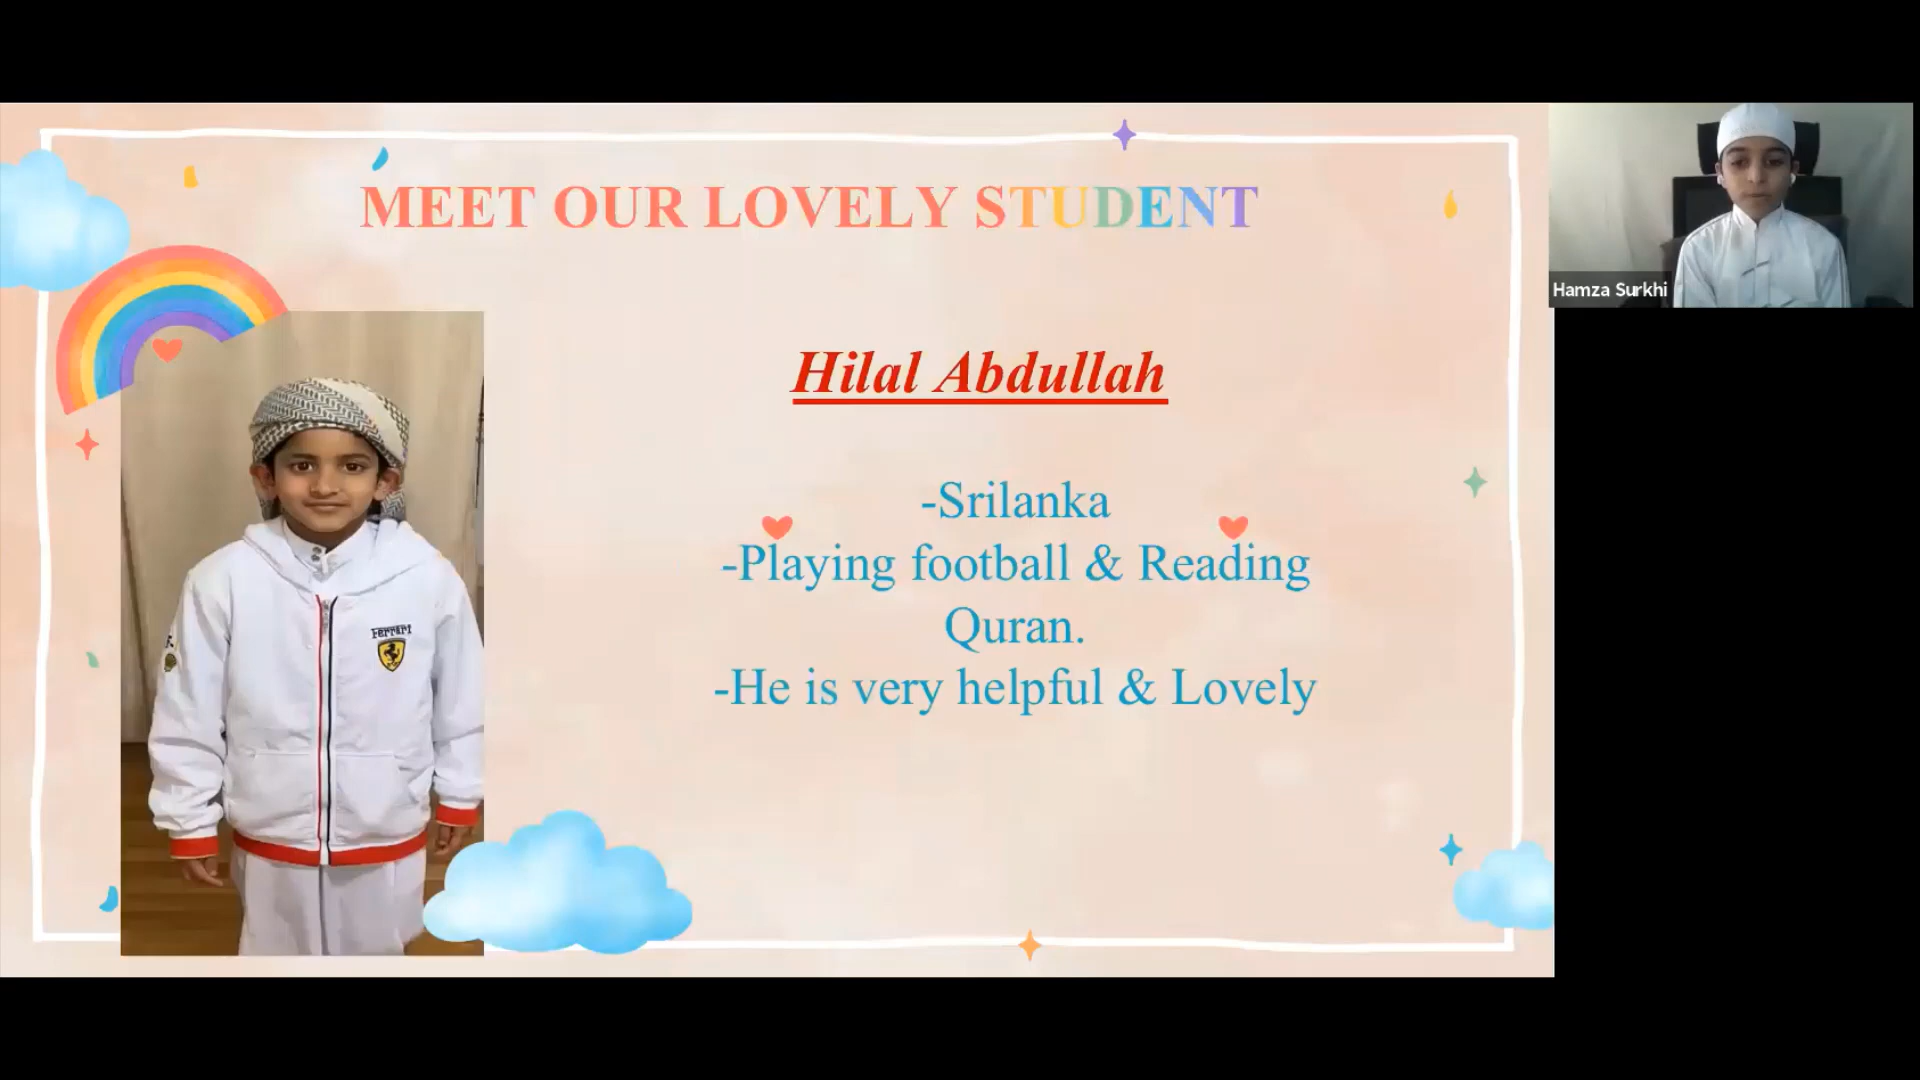 MEET OUR LOVELY STUDENT
Hamza Surkhi
Hilal Abdullah
-Srilanka
-Playing football & Reading
Quran.
-He is very helpful & Lovely
Ferrari